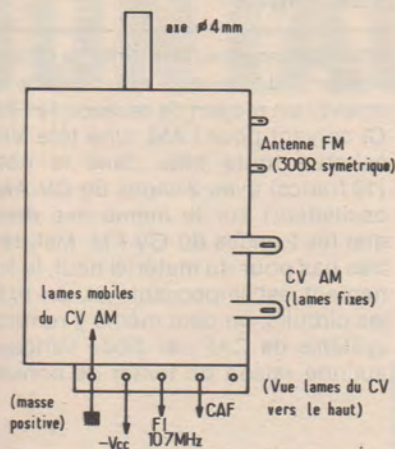 axe ø 4mm
Antenne FM
(300Ω symétrique)
CV AM
(lames fixes)
lames mobiles
du CV AM
(masse
positive)
-Vcc
FI
10,7MHz
CAF
(Vue lames du CV
vers le haut)